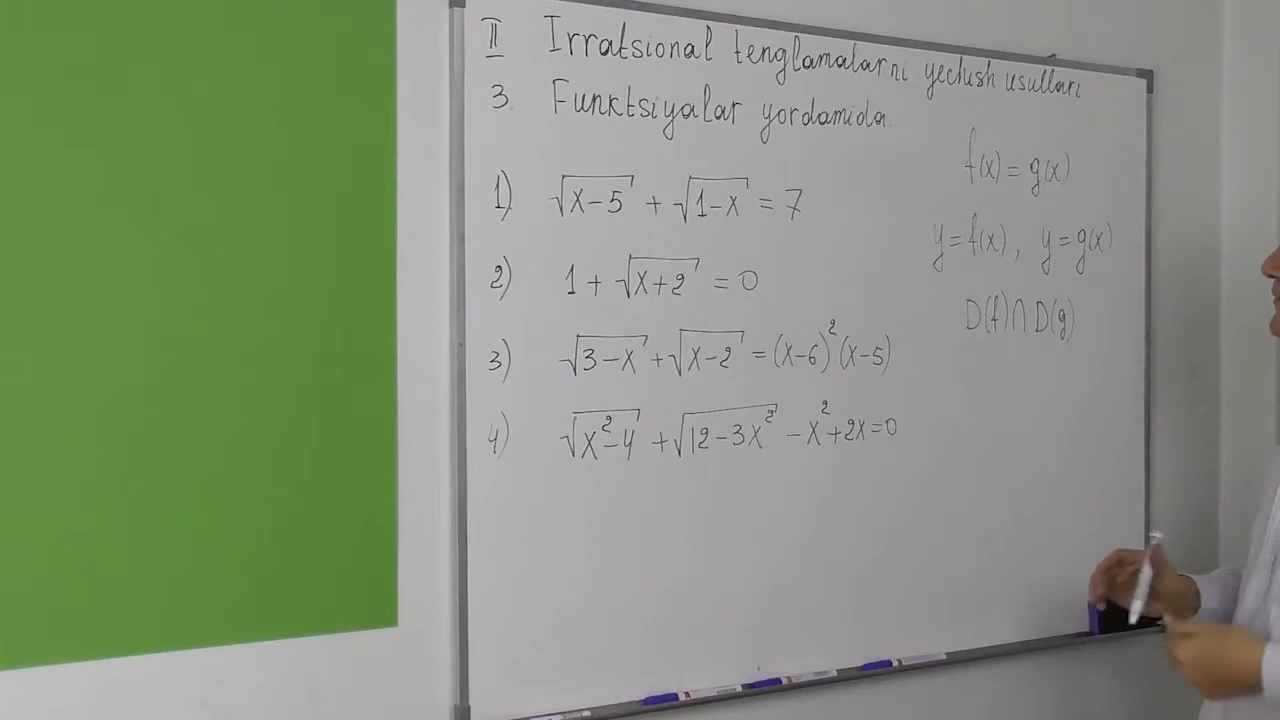 II Irratsional tenglamalarni yechish usullari
3. Funktsiyalar yordamida.
1) √(x-5) + √(1-x) = 7
2) 1 + √(x+2) = 0
3) √(3-x) + √(x-2) = (x-6)²(x-5)
4) √(x²-4) + √(12-3x²) - x² + 2x = 0
f(x) = g(x)
y = f(x), y = g(x)
D(f) ∩ D(g)